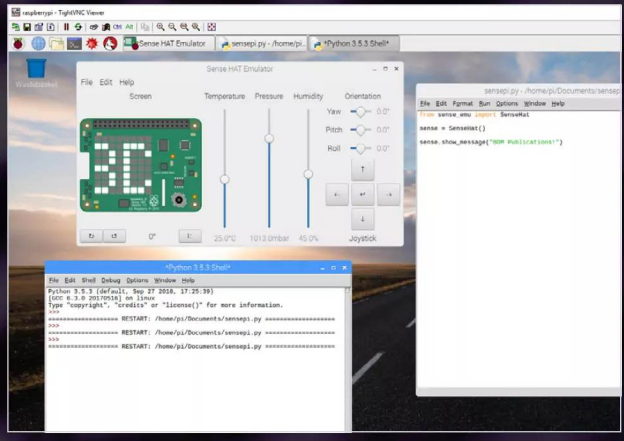 raspberrypi - TightVNC Viewer
Ctrl Alt
Sense HAT Emulator
sensepi.py - /home/pi...
*Python 3.5.3 Shell*
Wastebasket
Sense HAT Emulator
File Edit Help
Screen Temperature Pressure Humidity Orientation
Yaw 0.0°
Pitch 0.0°
Roll 0.0°
0°
25.0°C 1013.0mbar 45.0% Joystick
sensepi.py - /home/pi/Documents/sensep
File Edit Format Run Options Window Help
from sense_emu import SenseHat
sense = SenseHat()
sense.show_message("BDM Publications!")
*Python 3.5.3 Shell*
File Edit Shell Debug Options Window Help
Python 3.5.3 (default, Sep 27 2018, 17:25:39)
[GCC 6.3.0 20170516] on linux
Type "copyright", "credits" or "license()" for more information.
>>>
=================== RESTART: /home/pi/Documents/sensepi.py ===================
>>>
=================== RESTART: /home/pi/Documents/sensepi.py ===================
>>>
=================== RESTART: /home/pi/Documents/sensepi.py ===================